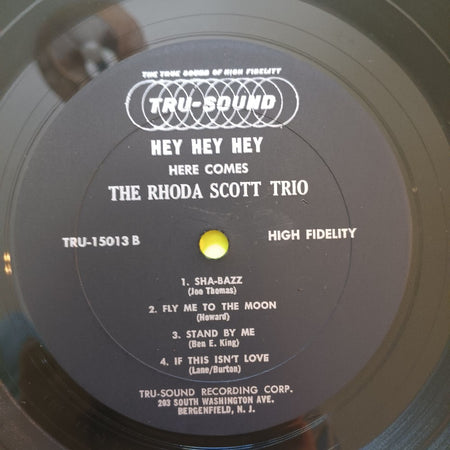 THE TRUE SOUND OF HIGH FIDELITY
TRU-SOUND
HEY HEY HEY
HERE COMES
THE RHODA SCOTT TRIO
TRU-15013 B
HIGH FIDELITY
1. SHA-BAZZ
(Joe Thomas)
2. FLY ME TO THE MOON
(Howard)
3. STAND BY ME
(Ben E. King)
4. IF THIS ISN'T LOVE
(Lane/Burton)
TRU-SOUND RECORDING CORP.
203 SOUTH WASHINGTON AVE.
BERGENFIELD, N. J.